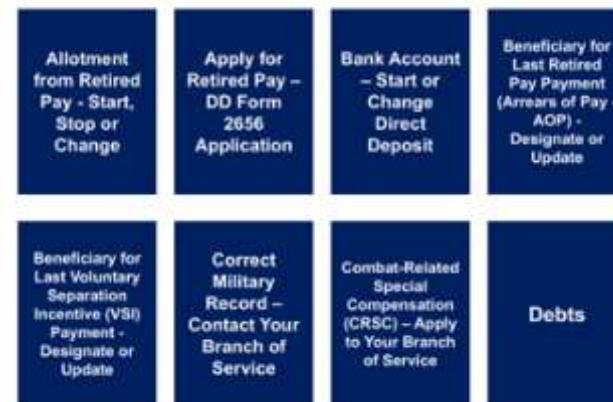 Allotment
from Retired
Pay - Start,
Stop or
Change
Apply for
Retired Pay –
DD Form
2656
Application
Bank Account
– Start or
Change
Direct
Deposit
Beneficiary for
Last Retired
Pay Payment
(Arrears of Pay -
AOP) -
Designate or
Update
Beneficiary for
Last Voluntary
Separation
Incentive (VSI)
Payment -
Designate or
Update
Correct
Military
Record –
Contact Your
Branch of
Service
Combat-Related
Special
Compensation
(CRSC) – Apply
to Your Branch
of Service
Debts